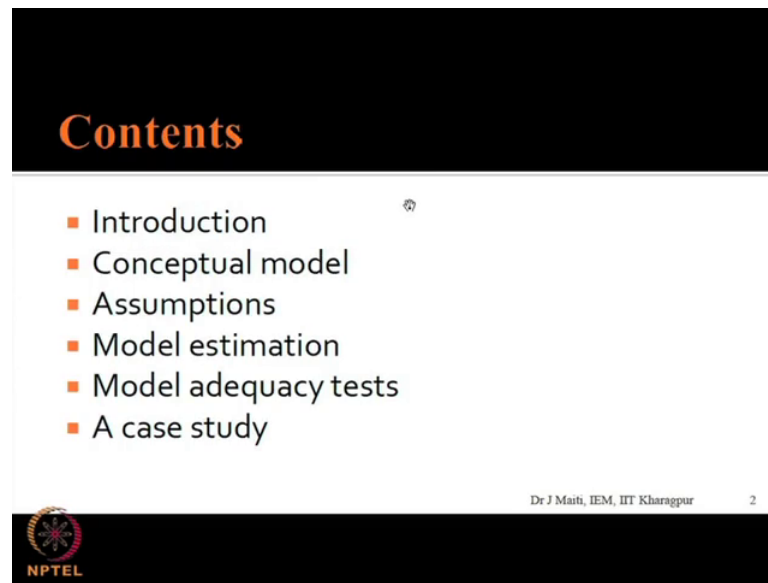 Contents
Introduction
Conceptual model
Assumptions
Model estimation
Model adequacy tests
A case study
Dr J Maiti, IEM, IIT Kharagpur 2
NPTEL